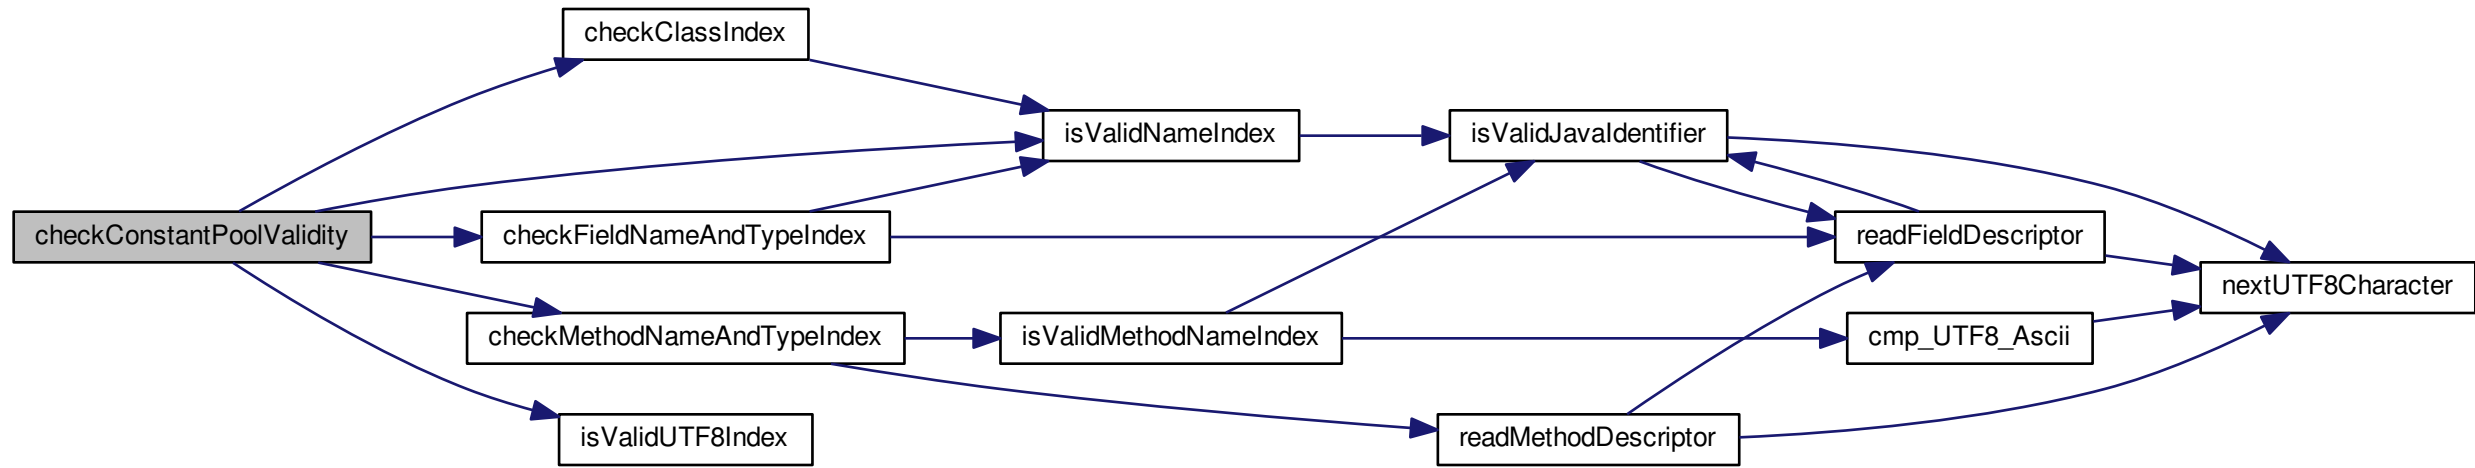 checkClassIndex
isValidNameIndex
isValidJavaIdentifier
checkConstantPoolValidity
checkFieldNameAndTypeIndex
readFieldDescriptor
nextUTF8Character
checkMethodNameAndTypeIndex
isValidMethodNameIndex
cmp_UTF8_Ascii
isValidUTF8Index
readMethodDescriptor